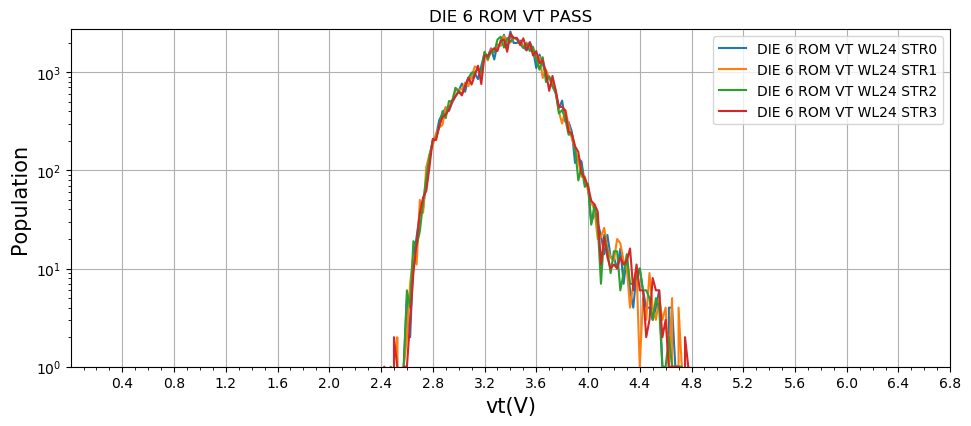 DIE 6 ROM VT PASS
DIE 6 ROM VT WL24 STR0
DIE 6 ROM VT WL24 STR1
DIE 6 ROM VT WL24 STR2
DIE 6 ROM VT WL24 STR3
Population
10³
10²
10¹
10⁰
0.4 0.8 1.2 1.6 2.0 2.4 2.8 3.2 3.6 4.0 4.4 4.8 5.2 5.6 6.0 6.4 6.8
vt(V)